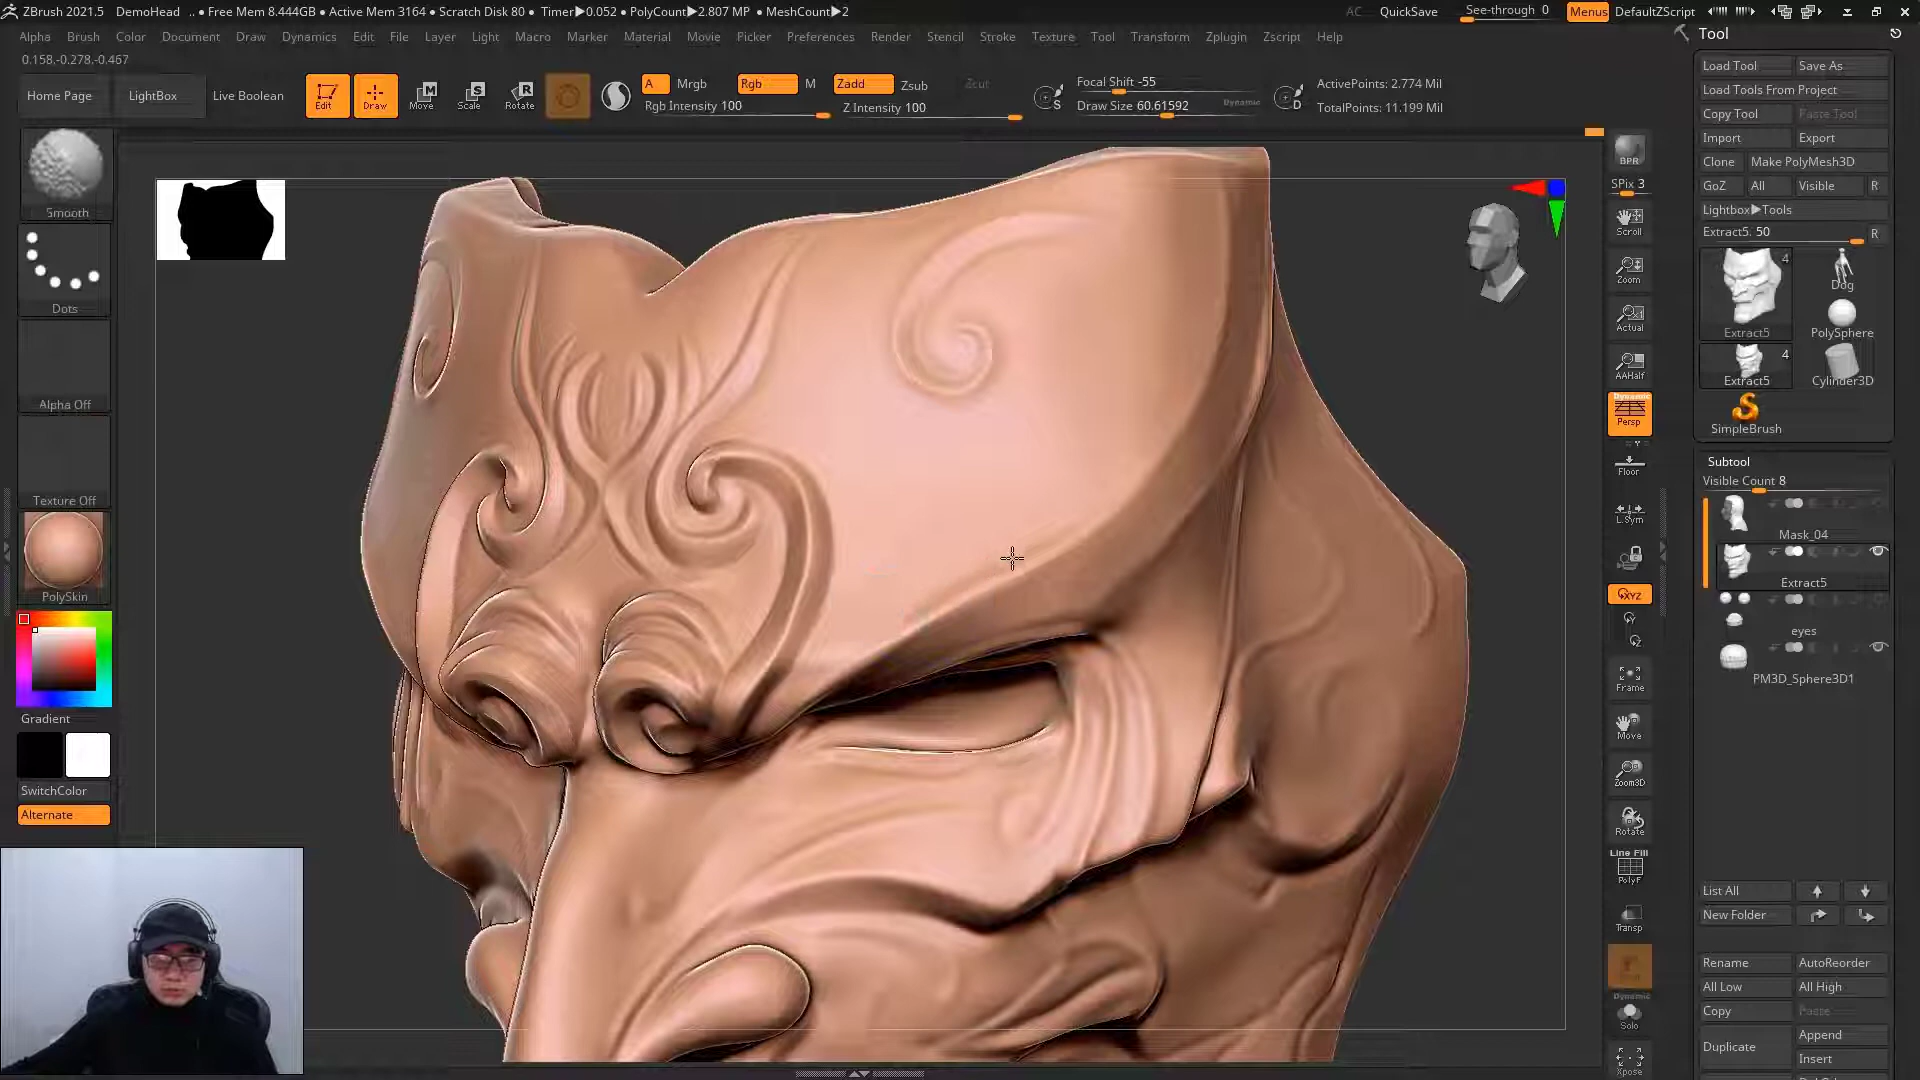 ZBrush 2021.5 DemoHead .. • Free Mem 8.444GB • Active Mem 3164 • Scratch Disk 80 • Timer▶0.052 • PolyCount▶2.807 MP • MeshCount▶2
AC QuickSave See-through 0 Menus DefaultZScript
Alpha Brush Color Document Draw Dynamics Edit File Layer Light Macro Marker Material Movie Picker Preferences Render Stencil Stroke Texture Tool Transform Zplugin Zscript Help
0.158,-0.278,-0.467
Home Page LightBox Live Boolean
Edit Draw Move Scale Rotate
A Mrgb Rgb M Zadd Zsub Zcut
Rgb Intensity 100 Z Intensity 100
Focal Shift -55
Draw Size 60.61592 Dynamic
S D
ActivePoints: 2.774 Mil
TotalPoints: 11.199 Mil
Smooth
Dots
Alpha Off
Texture Off
PolySkin
Gradient
SwitchColor
Alternate
BPR
SPix 3
Scroll
Zoom
Actual
AAHalf
Dynamic
Persp
Floor
L.Sym
XYZ
Y
Z
Frame
Move
Zoom3D
Rotate
Line Fill
PolyF
Transp
Dynamic
Solo
Xpose
Tool
Load Tool Save As
Load Tools From Project
Copy Tool Paste Tool
Import Export
Clone Make PolyMesh3D
GoZ All Visible R
Lightbox▶Tools
Extract5. 50 R
4
Extract5
Dog
PolySphere
4
Extract5
Cylinder3D
SimpleBrush
Subtool
Visible Count 8
Mask_04
Extract5
eyes
PM3D_Sphere3D1
List All
New Folder
Rename AutoReorder
All Low All High
Copy Paste
Duplicate Append
Insert